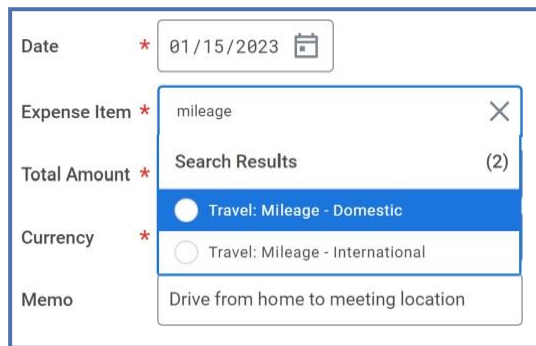 Date * 01/15/2023
Expense Item * mileage
Search Results (2)
Total Amount *
Travel: Mileage - Domestic
Currency *
Travel: Mileage - International
Memo Drive from home to meeting location